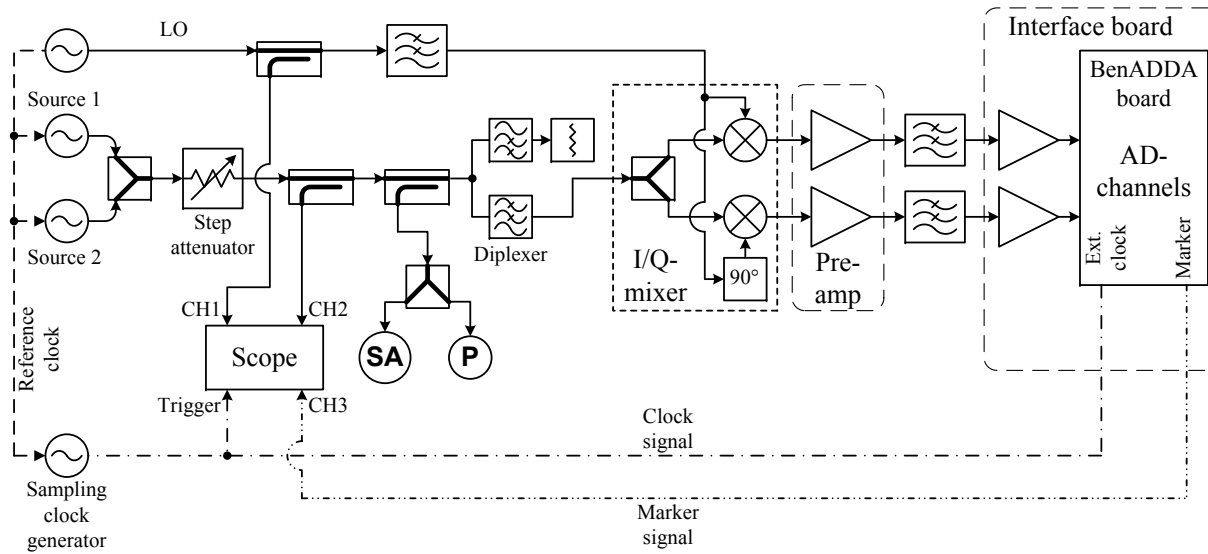 LO
Interface board
BenADDA
board
AD-
channels
Ext.
clock
Marker
Source 1
Source 2
Step
attenuator
Diplexer
I/Q-
mixer
90°
Pre-
amp
CH1
CH2
Scope
SA
P
Trigger
CH3
Reference
clock
Clock
signal
Sampling
clock
generator
Marker
signal